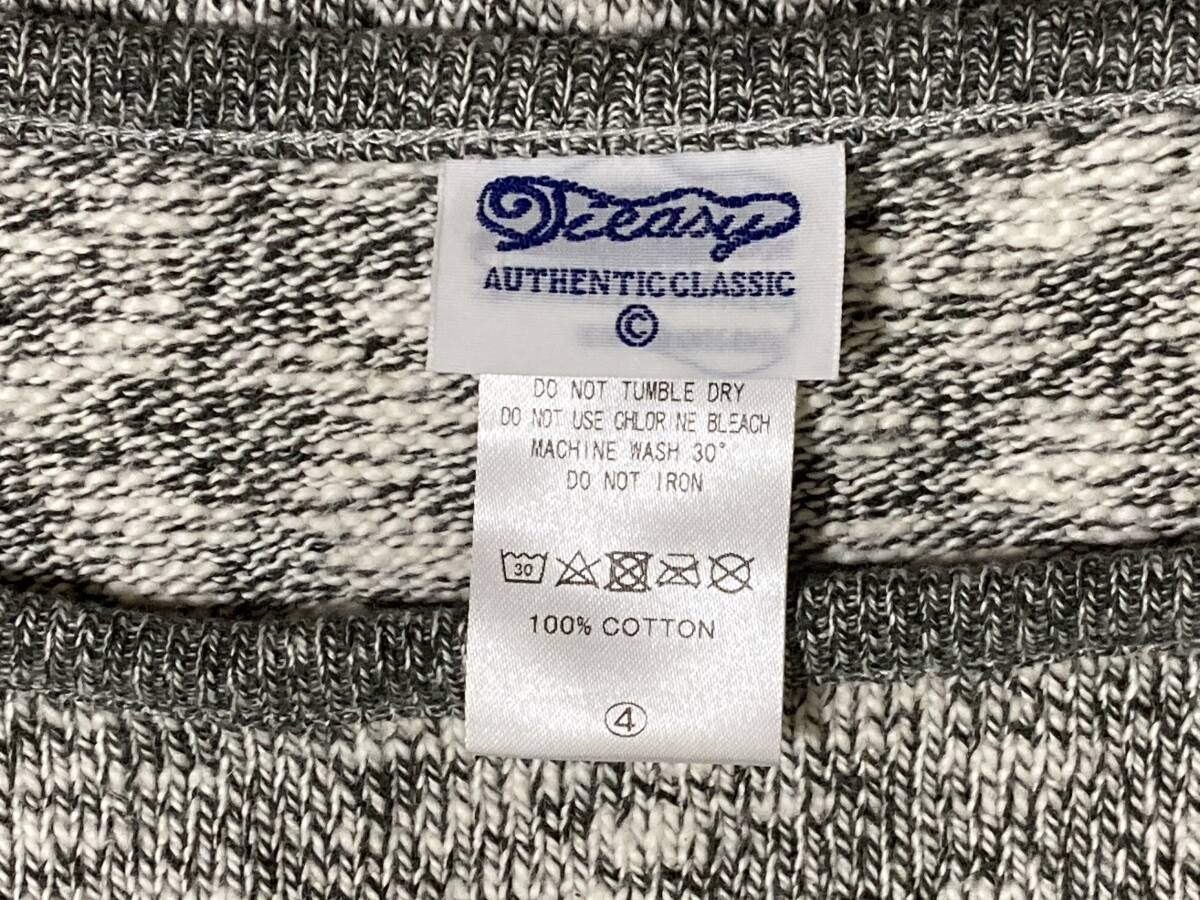 Tieasy
AUTHENTIC CLASSIC
©
DO NOT TUMBLE DRY
DO NOT USE CHLORINE BLEACH
MACHINE WASH 30°
DO NOT IRON
30
100% COTTON
④